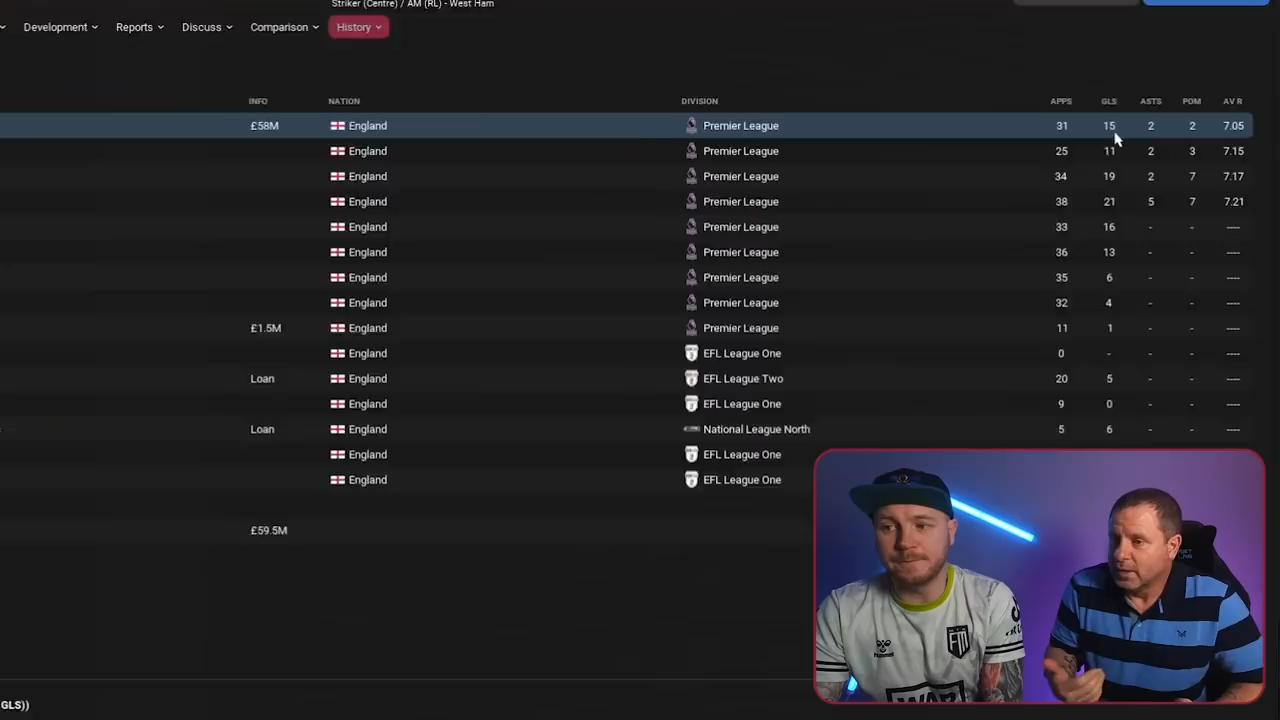 Striker (Centre) / AM (RL) - West Ham
Development Reports Discuss Comparison History
INFO NATION DIVISION APPS GLS ASTS POM AV R
£58M England Premier League 31 15 2 2 7.05
England Premier League 25 11 2 3 7.15
England Premier League 34 19 2 7 7.17
England Premier League 38 21 5 7 7.21
England Premier League 33 16 - - ----
England Premier League 36 13 - - ----
England Premier League 35 6 - - ----
England Premier League 32 4 - - ----
£1.5M England Premier League 11 1 - - ----
England EFL League One 0 - - - ----
Loan England EFL League Two 20 5 - - ----
England EFL League One 9 0 - - ----
Loan England National League North 5 6 - - ----
England EFL League One
England EFL League One
£59.5M
FM
hummel
GLS))